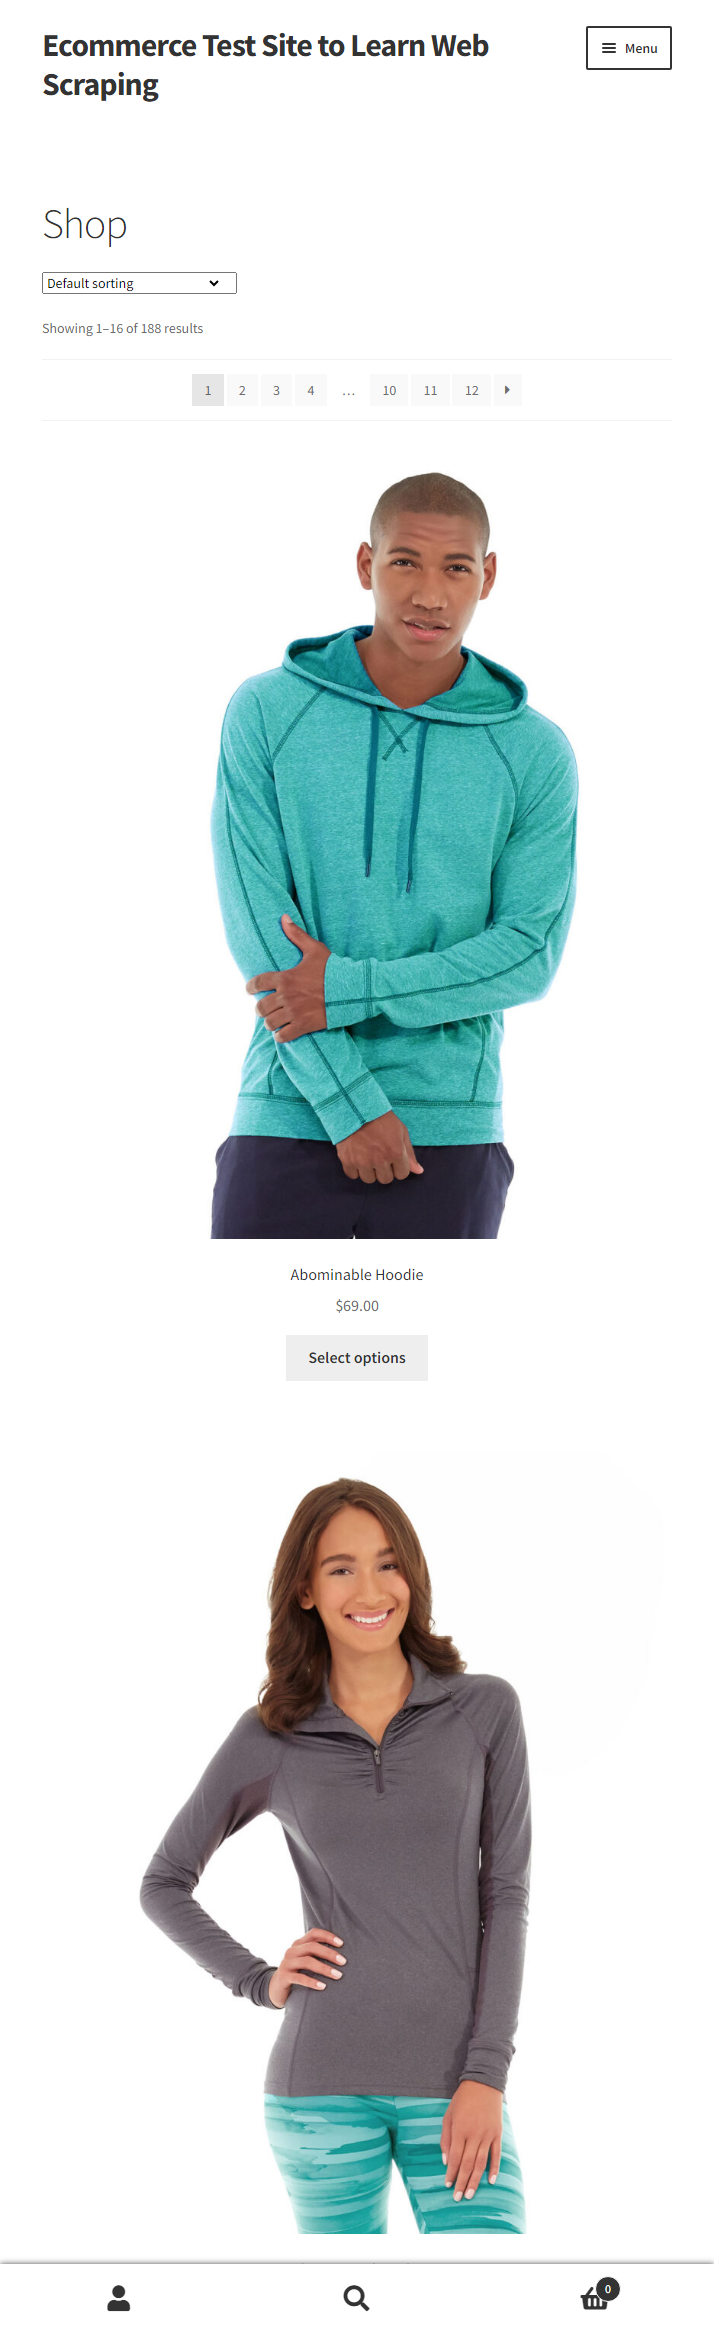 Ecommerce Test Site to Learn Web
Scraping
Menu
Shop
Default sorting
Showing 1–16 of 188 results
1 2 3 4 … 10 11 12
Abominable Hoodie
$69.00
Select options
0